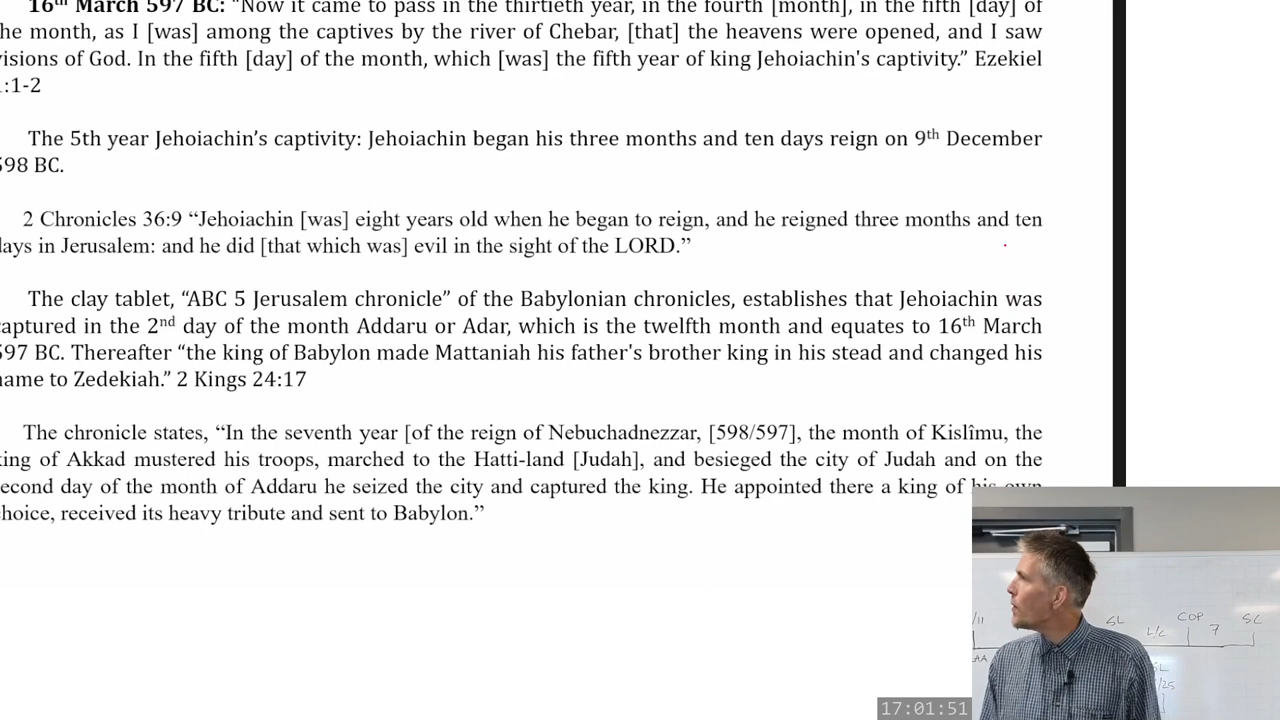 16th March 597 BC: "Now it came to pass in the thirtieth year, in the fourth [month], in the fifth [day] of
the month, as I [was] among the captives by the river of Chebar, [that] the heavens were opened, and I saw
visions of God. In the fifth [day] of the month, which [was] the fifth year of king Jehoiachin's captivity." Ezekiel
:1-2
The 5th year Jehoiachin's captivity: Jehoiachin began his three months and ten days reign on 9th December
598 BC.
2 Chronicles 36:9 "Jehoiachin [was] eight years old when he began to reign, and he reigned three months and ten
days in Jerusalem: and he did [that which was] evil in the sight of the LORD."
The clay tablet, "ABC 5 Jerusalem chronicle" of the Babylonian chronicles, establishes that Jehoiachin was
captured in the 2nd day of the month Addaru or Adar, which is the twelfth month and equates to 16th March
597 BC. Thereafter "the king of Babylon made Mattaniah his father's brother king in his stead and changed his
name to Zedekiah." 2 Kings 24:17
The chronicle states, "In the seventh year [of the reign of Nebuchadnezzar, [598/597], the month of Kislîmu, the
king of Akkad mustered his troops, marched to the Hatti-land [Judah], and besieged the city of Judah and on the
second day of the month of Addaru he seized the city and captured the king. He appointed there a king of his own
choice, received its heavy tribute and sent to Babylon."
/11 SL L/C COP 7 SC
AA SL
/25
17:01:51